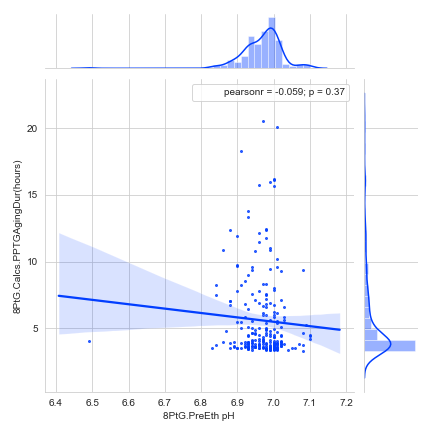 pearsonr = -0.059; p = 0.37
20
15
10
5
8PtG.Calcs.PPTGAgingDur(hours)
6.4 6.5 6.6 6.7 6.8 6.9 7.0 7.1 7.2
8PtG.PreEth pH